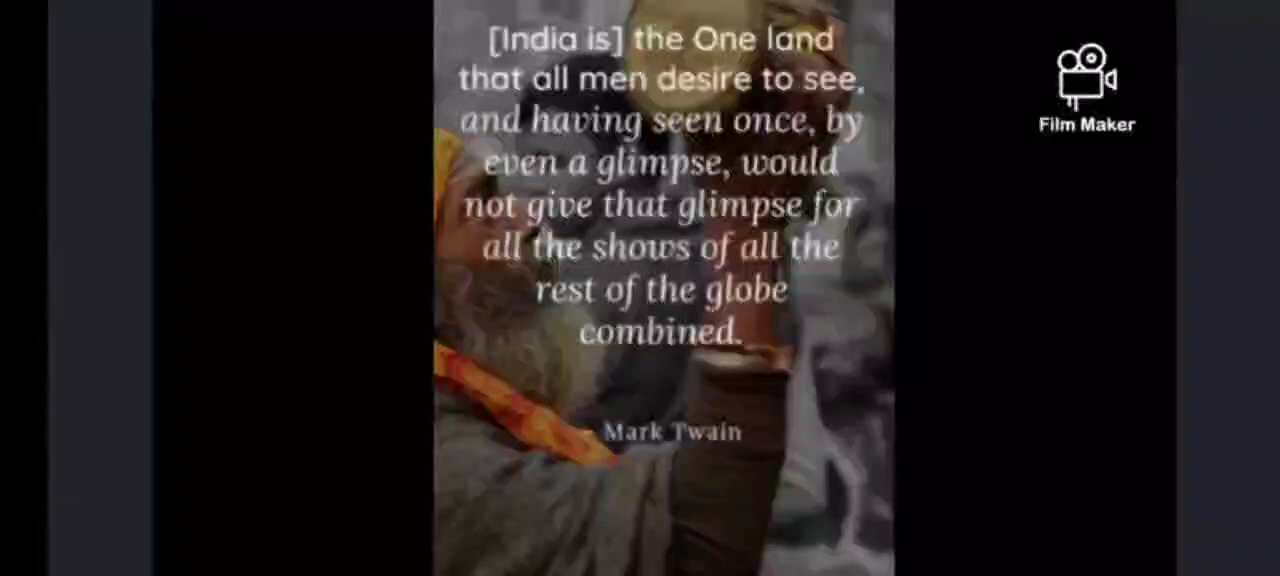 [India is] the One land
that all men desire to see,
and having seen once, by
even a glimpse, would
not give that glimpse for
all the shows of all the
rest of the globe
combined.
Mark Twain
Film Maker